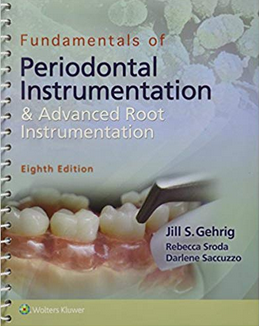 Fundamentals of
Periodontal
Instrumentation
& Advanced Root
Instrumentation
Eighth Edition
Jill S. Gehrig
Rebecca Sroda
Darlene Saccuzzo
Wolters Kluwer